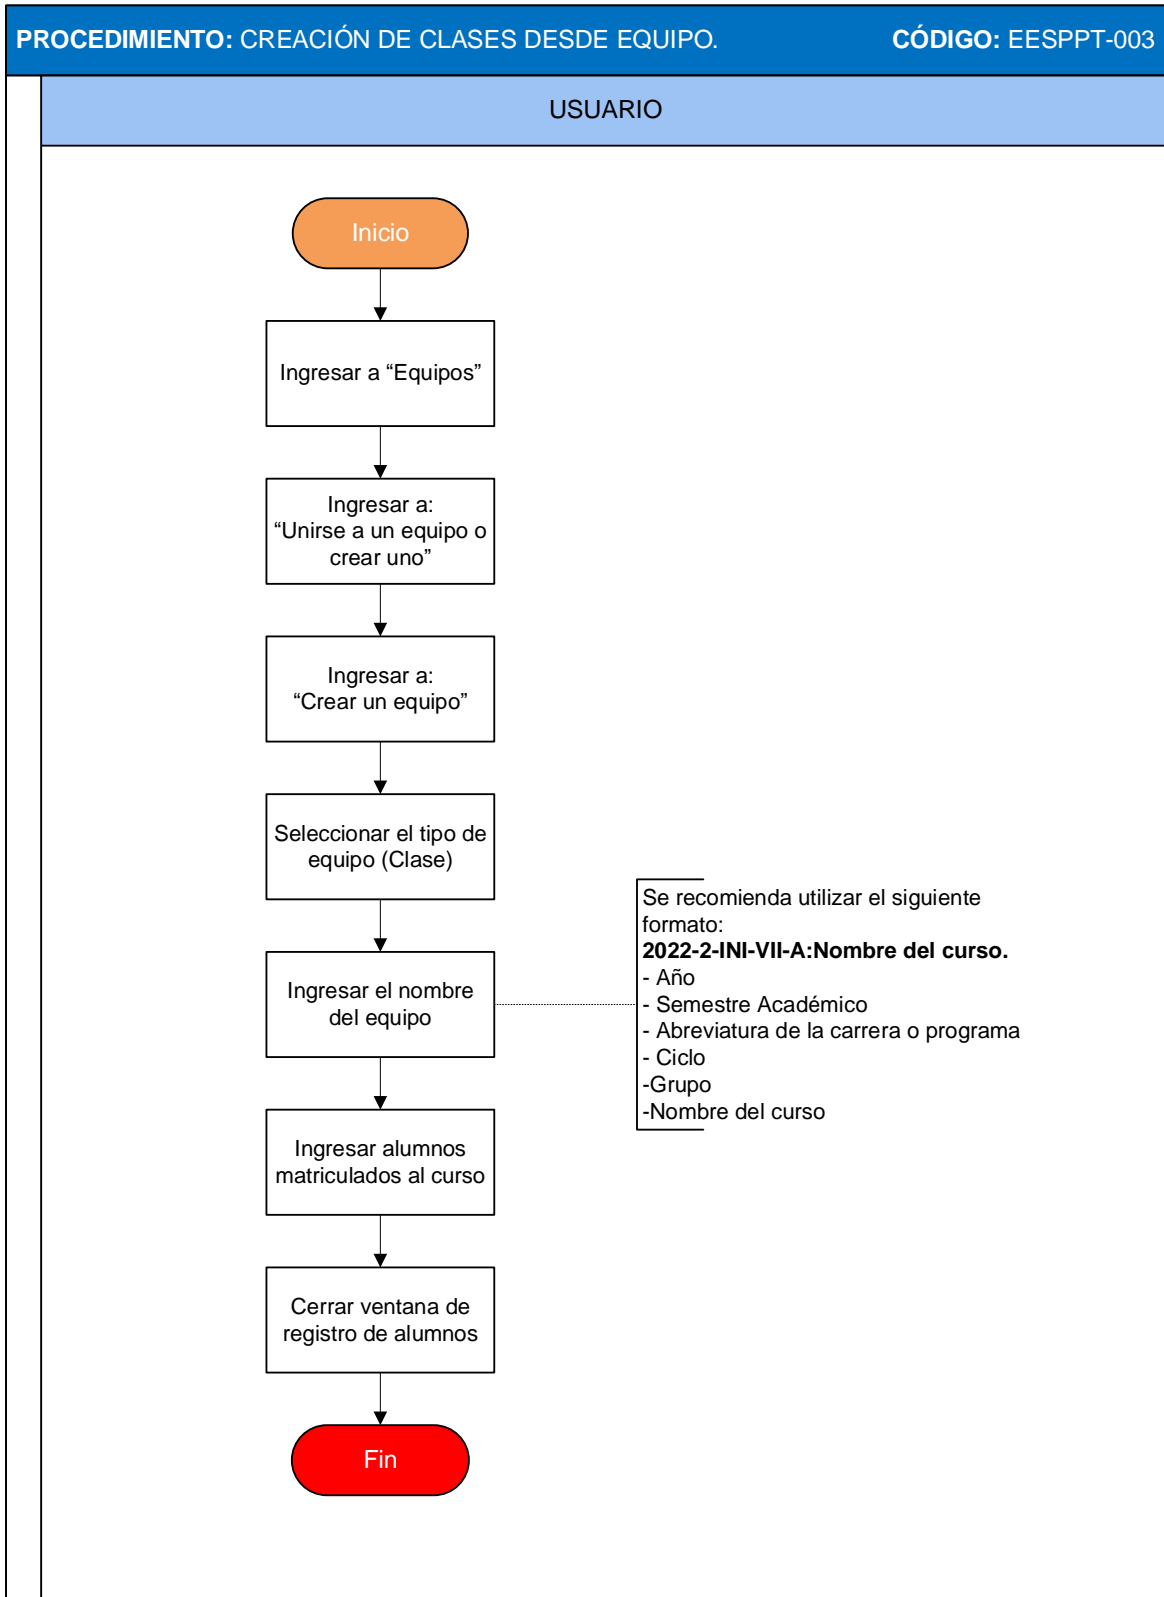 PROCEDIMIENTO: CREACIÓN DE CLASES DESDE EQUIPO. CÓDIGO: EESPPT-003
USUARIO
Inicio
Ingresar a “Equipos”
Ingresar a:
“Unirse a un equipo o
crear uno”
Ingresar a:
“Crear un equipo”
Seleccionar el tipo de
equipo (Clase)
Ingresar el nombre
del equipo
Se recomienda utilizar el siguiente
formato:
2022-2-INI-VII-A:Nombre del curso.
- Año
- Semestre Académico
- Abreviatura de la carrera o programa
- Ciclo
-Grupo
-Nombre del curso
Ingresar alumnos
matriculados al curso
Cerrar ventana de
registro de alumnos
Fin